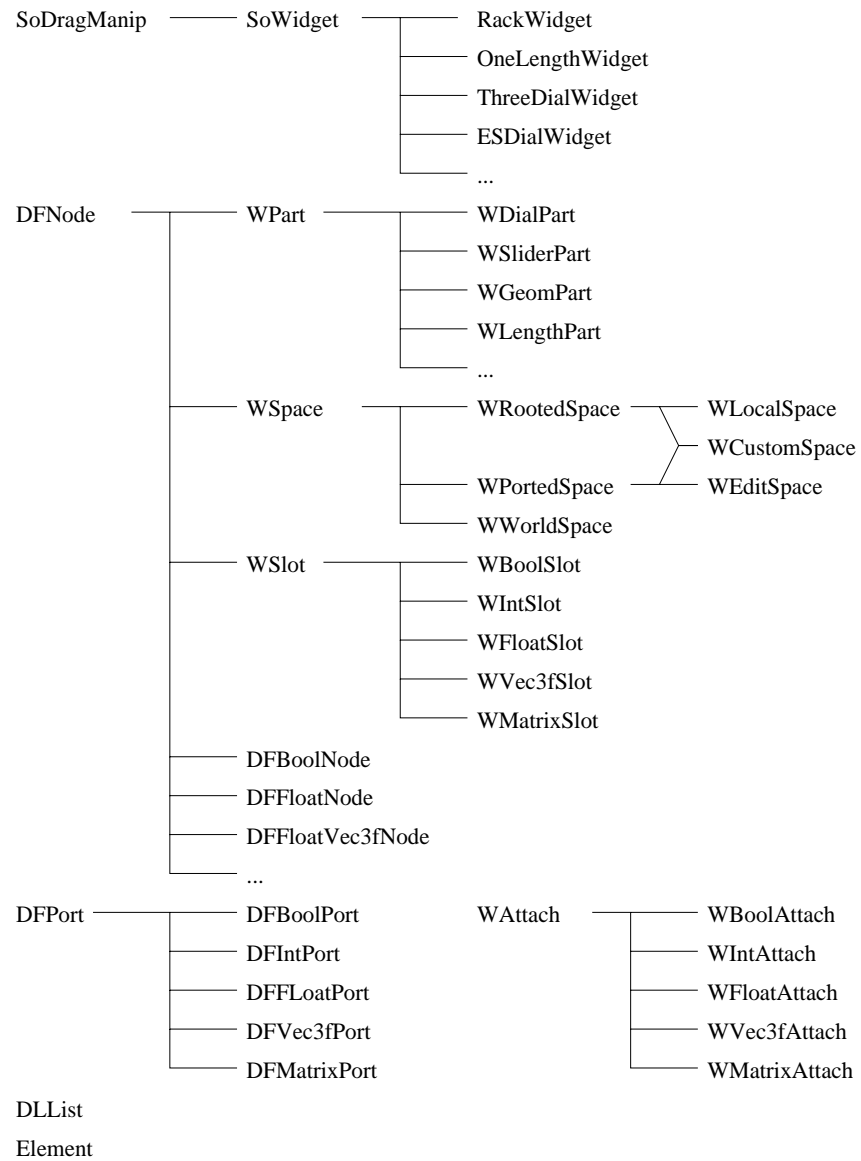 SoDragManip SoWidget RackWidget
OneLengthWidget
ThreeDialWidget
ESDialWidget
...
DFNode WPart WDialPart
WSliderPart
WGeomPart
WLengthPart
...
WSpace WRootedSpace WLocalSpace
WCustomSpace
WPortedSpace WEditSpace
WWorldSpace
WSlot WBoolSlot
WIntSlot
WFloatSlot
WVec3fSlot
WMatrixSlot
DFBoolNode
DFFloatNode
DFFloatVec3fNode
...
DFPort DFBoolPort WAttach WBoolAttach
DFIntPort WIntAttach
DFFLoatPort WFloatAttach
DFVec3fPort WVec3fAttach
DFMatrixPort WMatrixAttach
DLList
Element